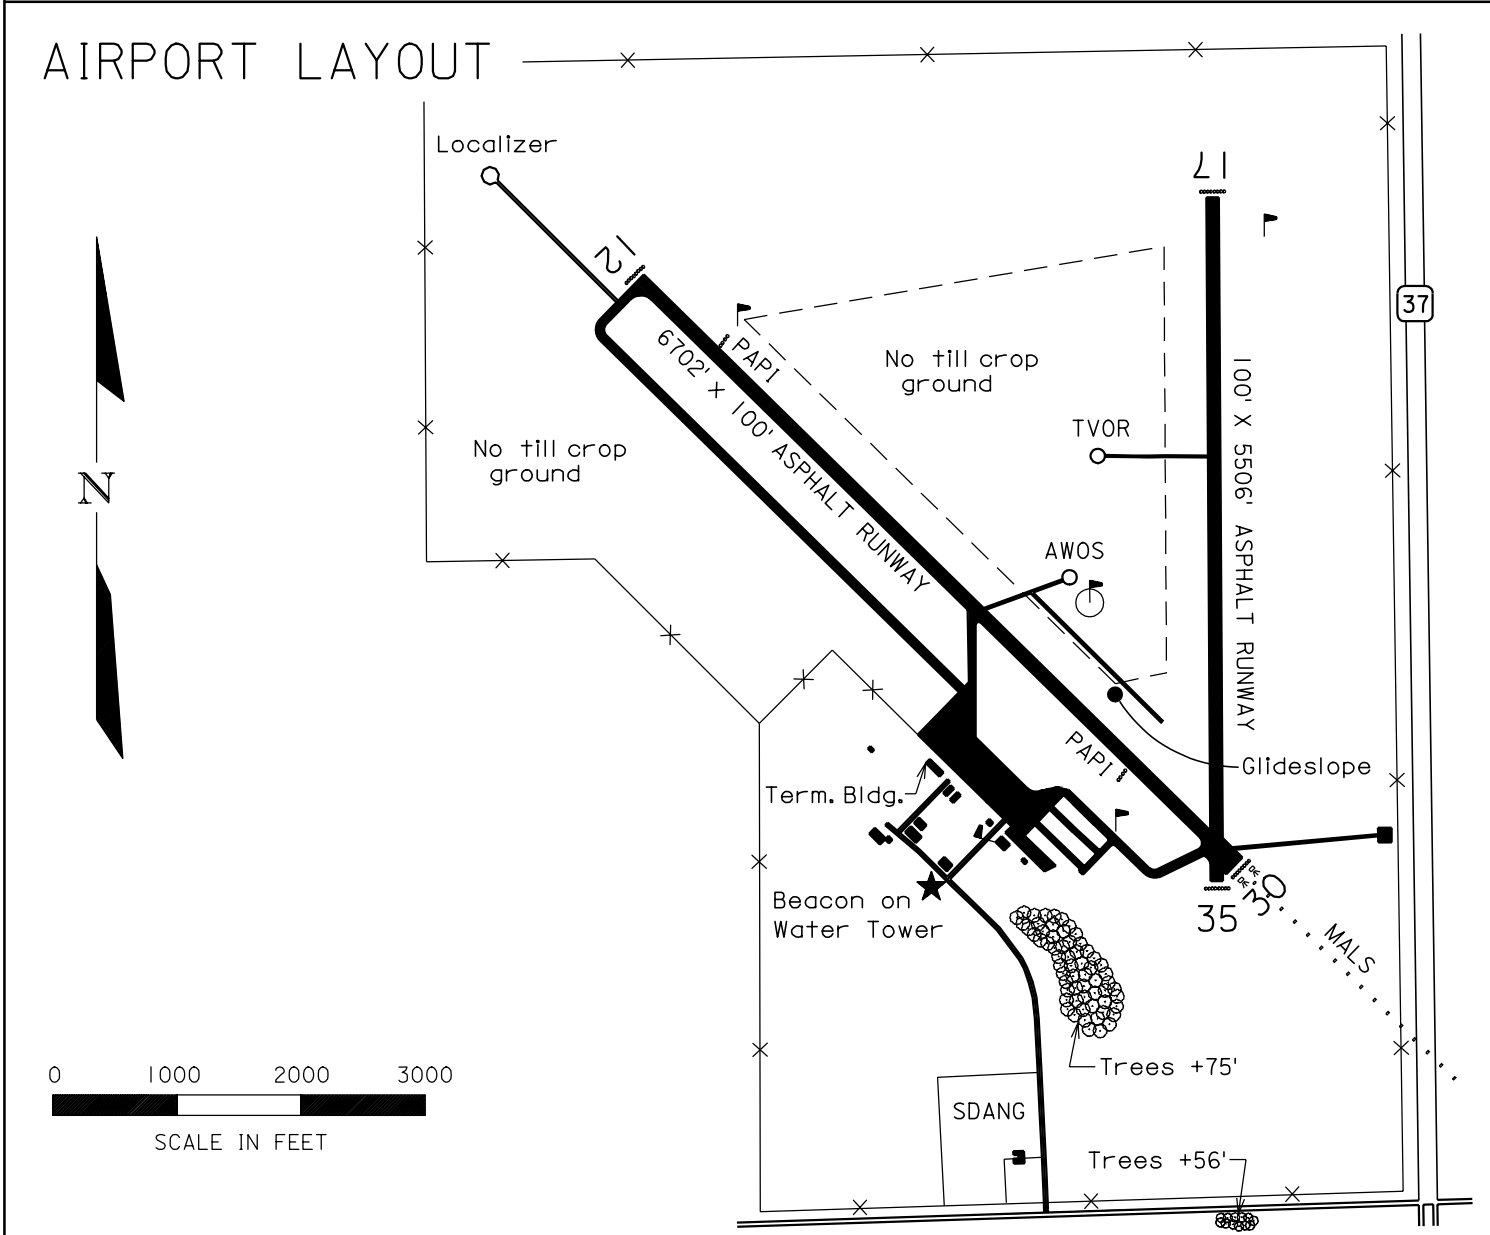 AIRPORT LAYOUT
Localizer
17
12
37
PAPI
6702' X 100' ASPHALT RUNWAY
No till crop
ground
100' X 5506' ASPHALT RUNWAY
TVOR
No till crop
ground
N
AWOS
PAPI
Glideslope
Term. Bldg.
30
Beacon on
Water Tower
35
MALS
Trees +75'
0 1000 2000 3000
SCALE IN FEET
SDANG
Trees +56'